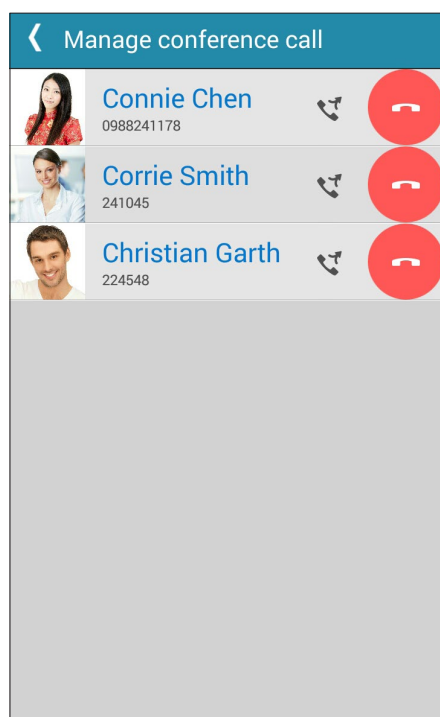 Manage conference call
Connie Chen
0988241178
Corrie Smith
241045
Christian Garth
224548